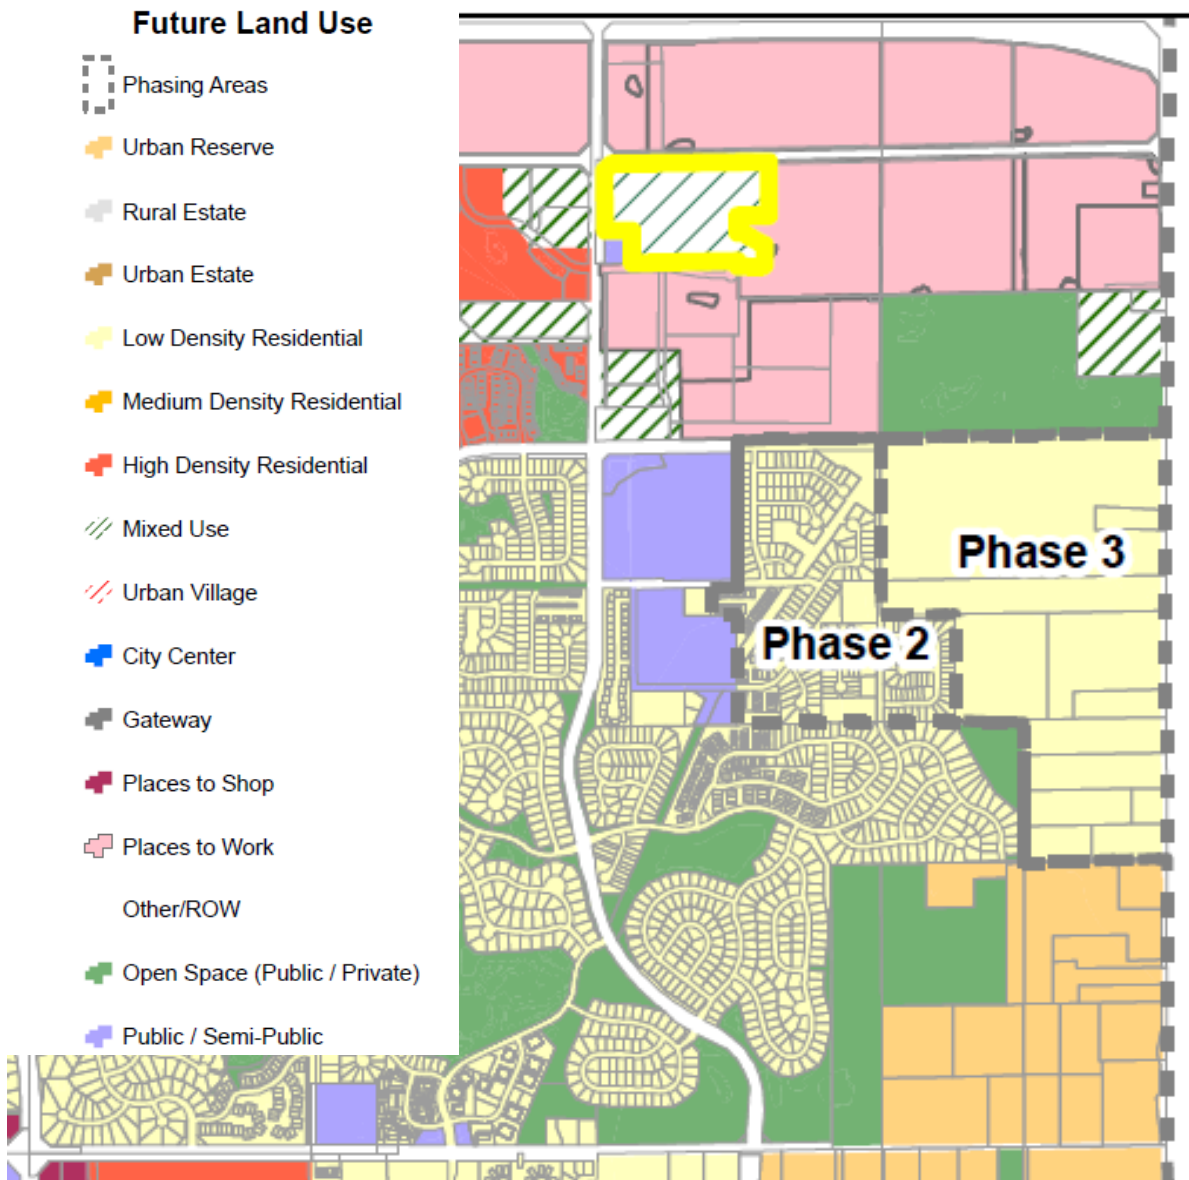 Future Land Use
Phasing Areas
Urban Reserve
Rural Estate
Urban Estate
Low Density Residential
Medium Density Residential
High Density Residential
Mixed Use
Urban Village
City Center
Gateway
Places to Shop
Places to Work
Other/ROW
Open Space (Public / Private)
Public / Semi-Public
Phase 3
Phase 2